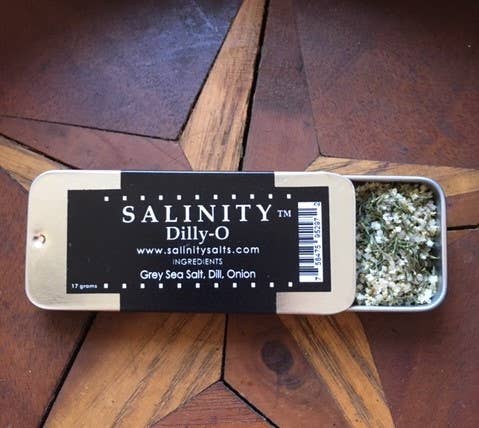 SALINITY™
Dilly-O
www.salinitysalts.com
INGREDIENTS
Grey Sea Salt, Dill, Onion
17 grams